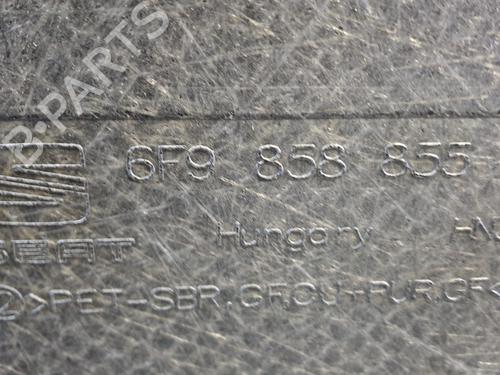 B-PARTS
6F9 858 855
SEAT
Hungary
>PET-SBR.GF.CU+PUR.GF<